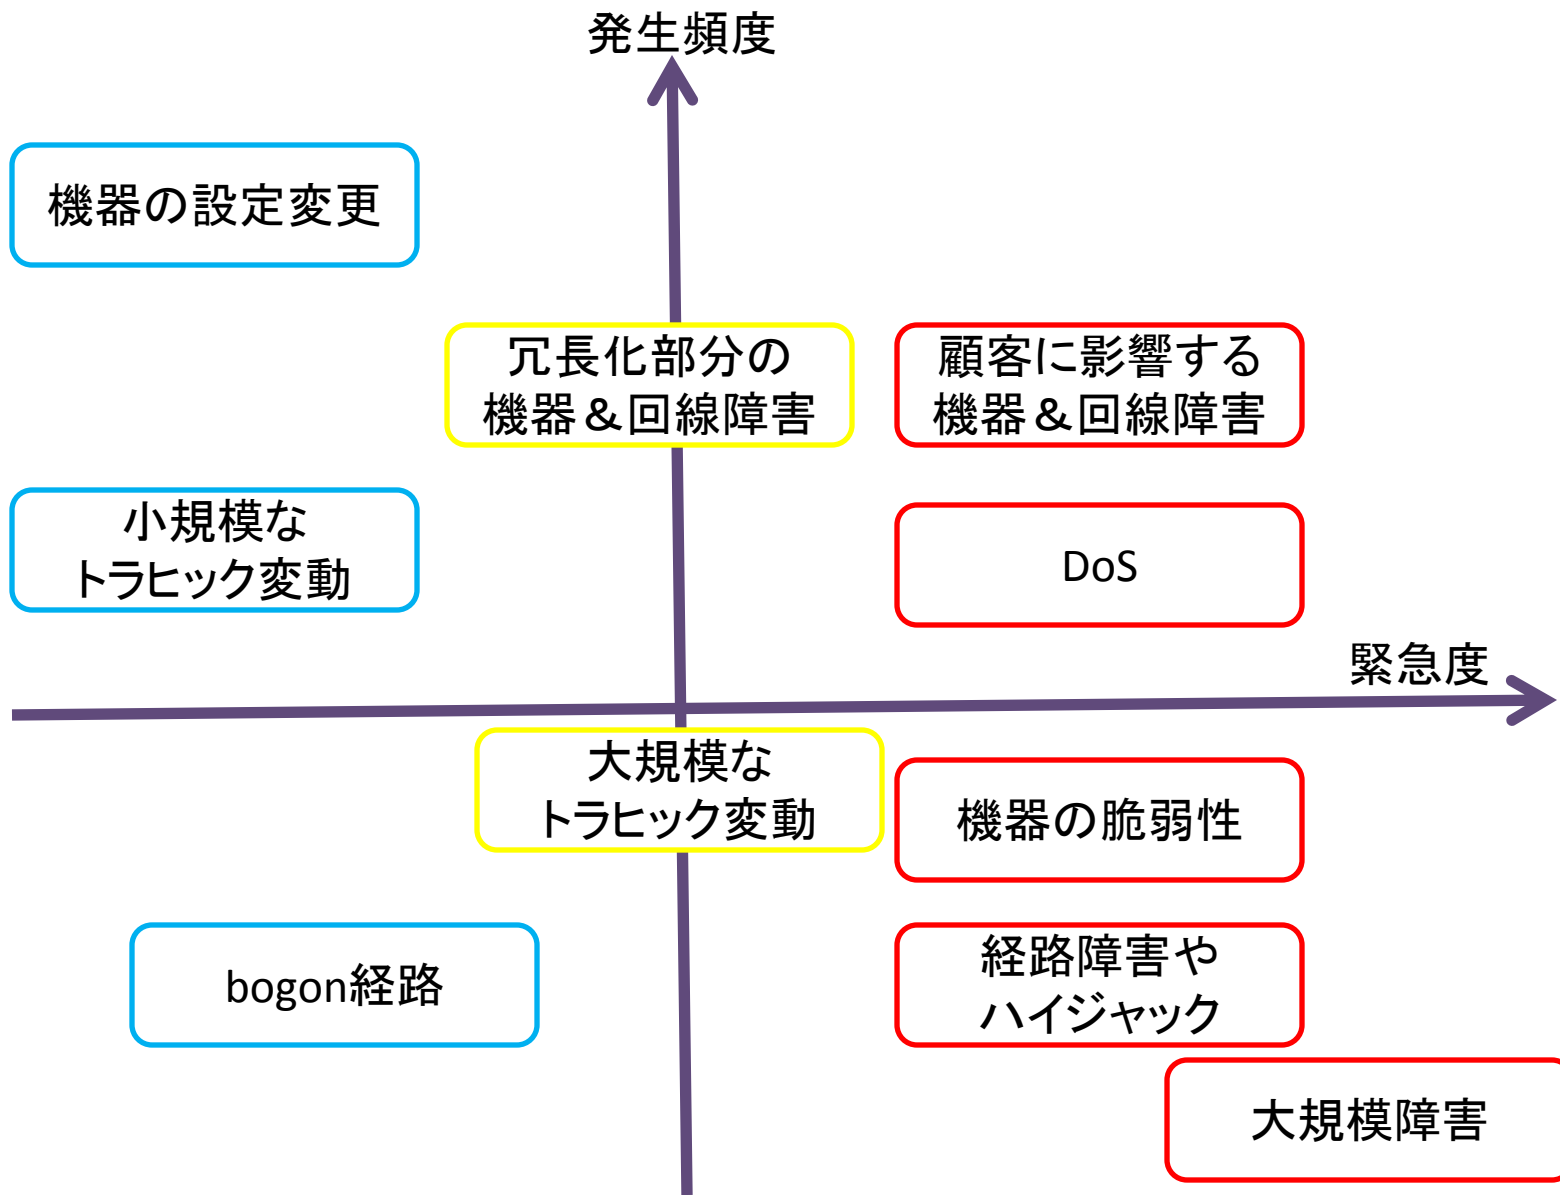 発生頻度
機器の設定変更
冗長化部分の
機器＆回線障害
顧客に影響する
機器＆回線障害
小規模な
トラヒック変動
DoS
緊急度
大規模な
トラヒック変動
機器の脆弱性
bogon経路
経路障害や
ハイジャック
大規模障害